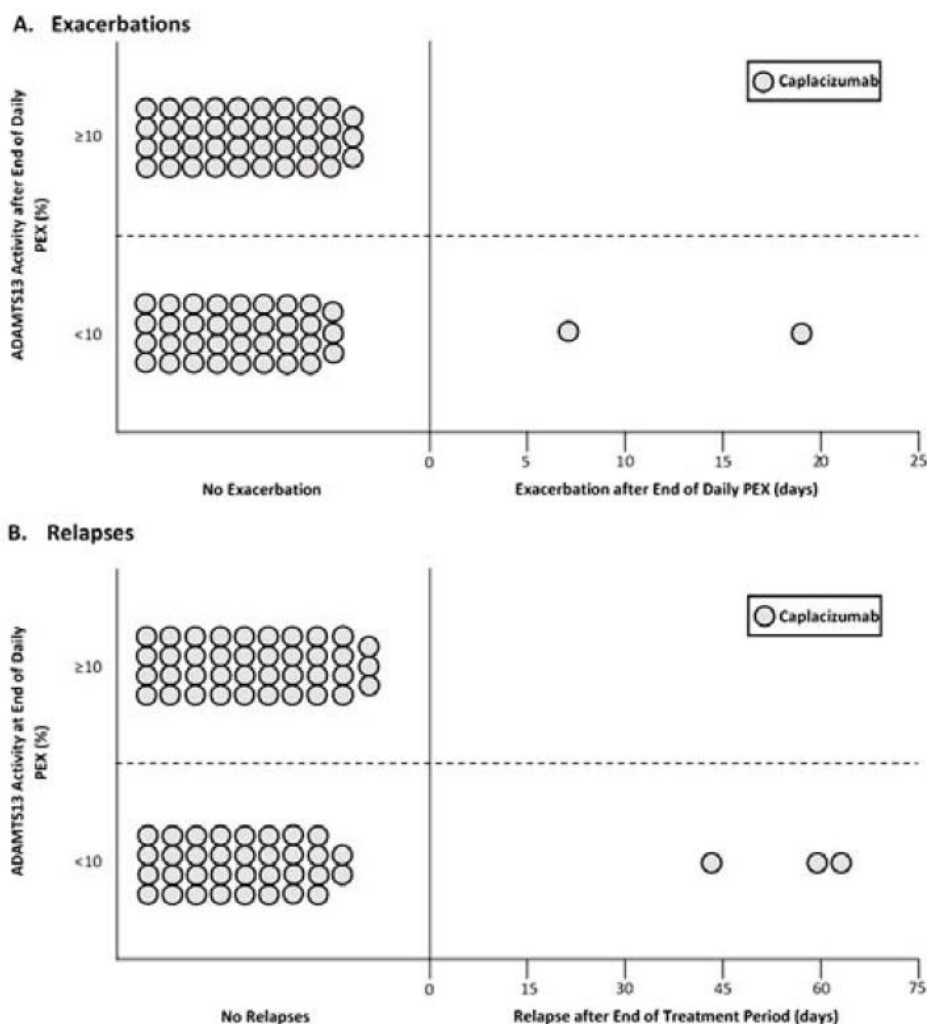 A. Exacerbations
Caplacizumab
ADAMTS13 Activity after End of Daily
PEX (%)
≥10
<10
0 5 10 15 20 25
No Exacerbation Exacerbation after End of Daily PEX (days)
B. Relapses
Caplacizumab
ADAMTS13 Activity at End of Daily
PEX (%)
≥10
<10
0 15 30 45 60 75
No Relapses Relapse after End of Treatment Period (days)